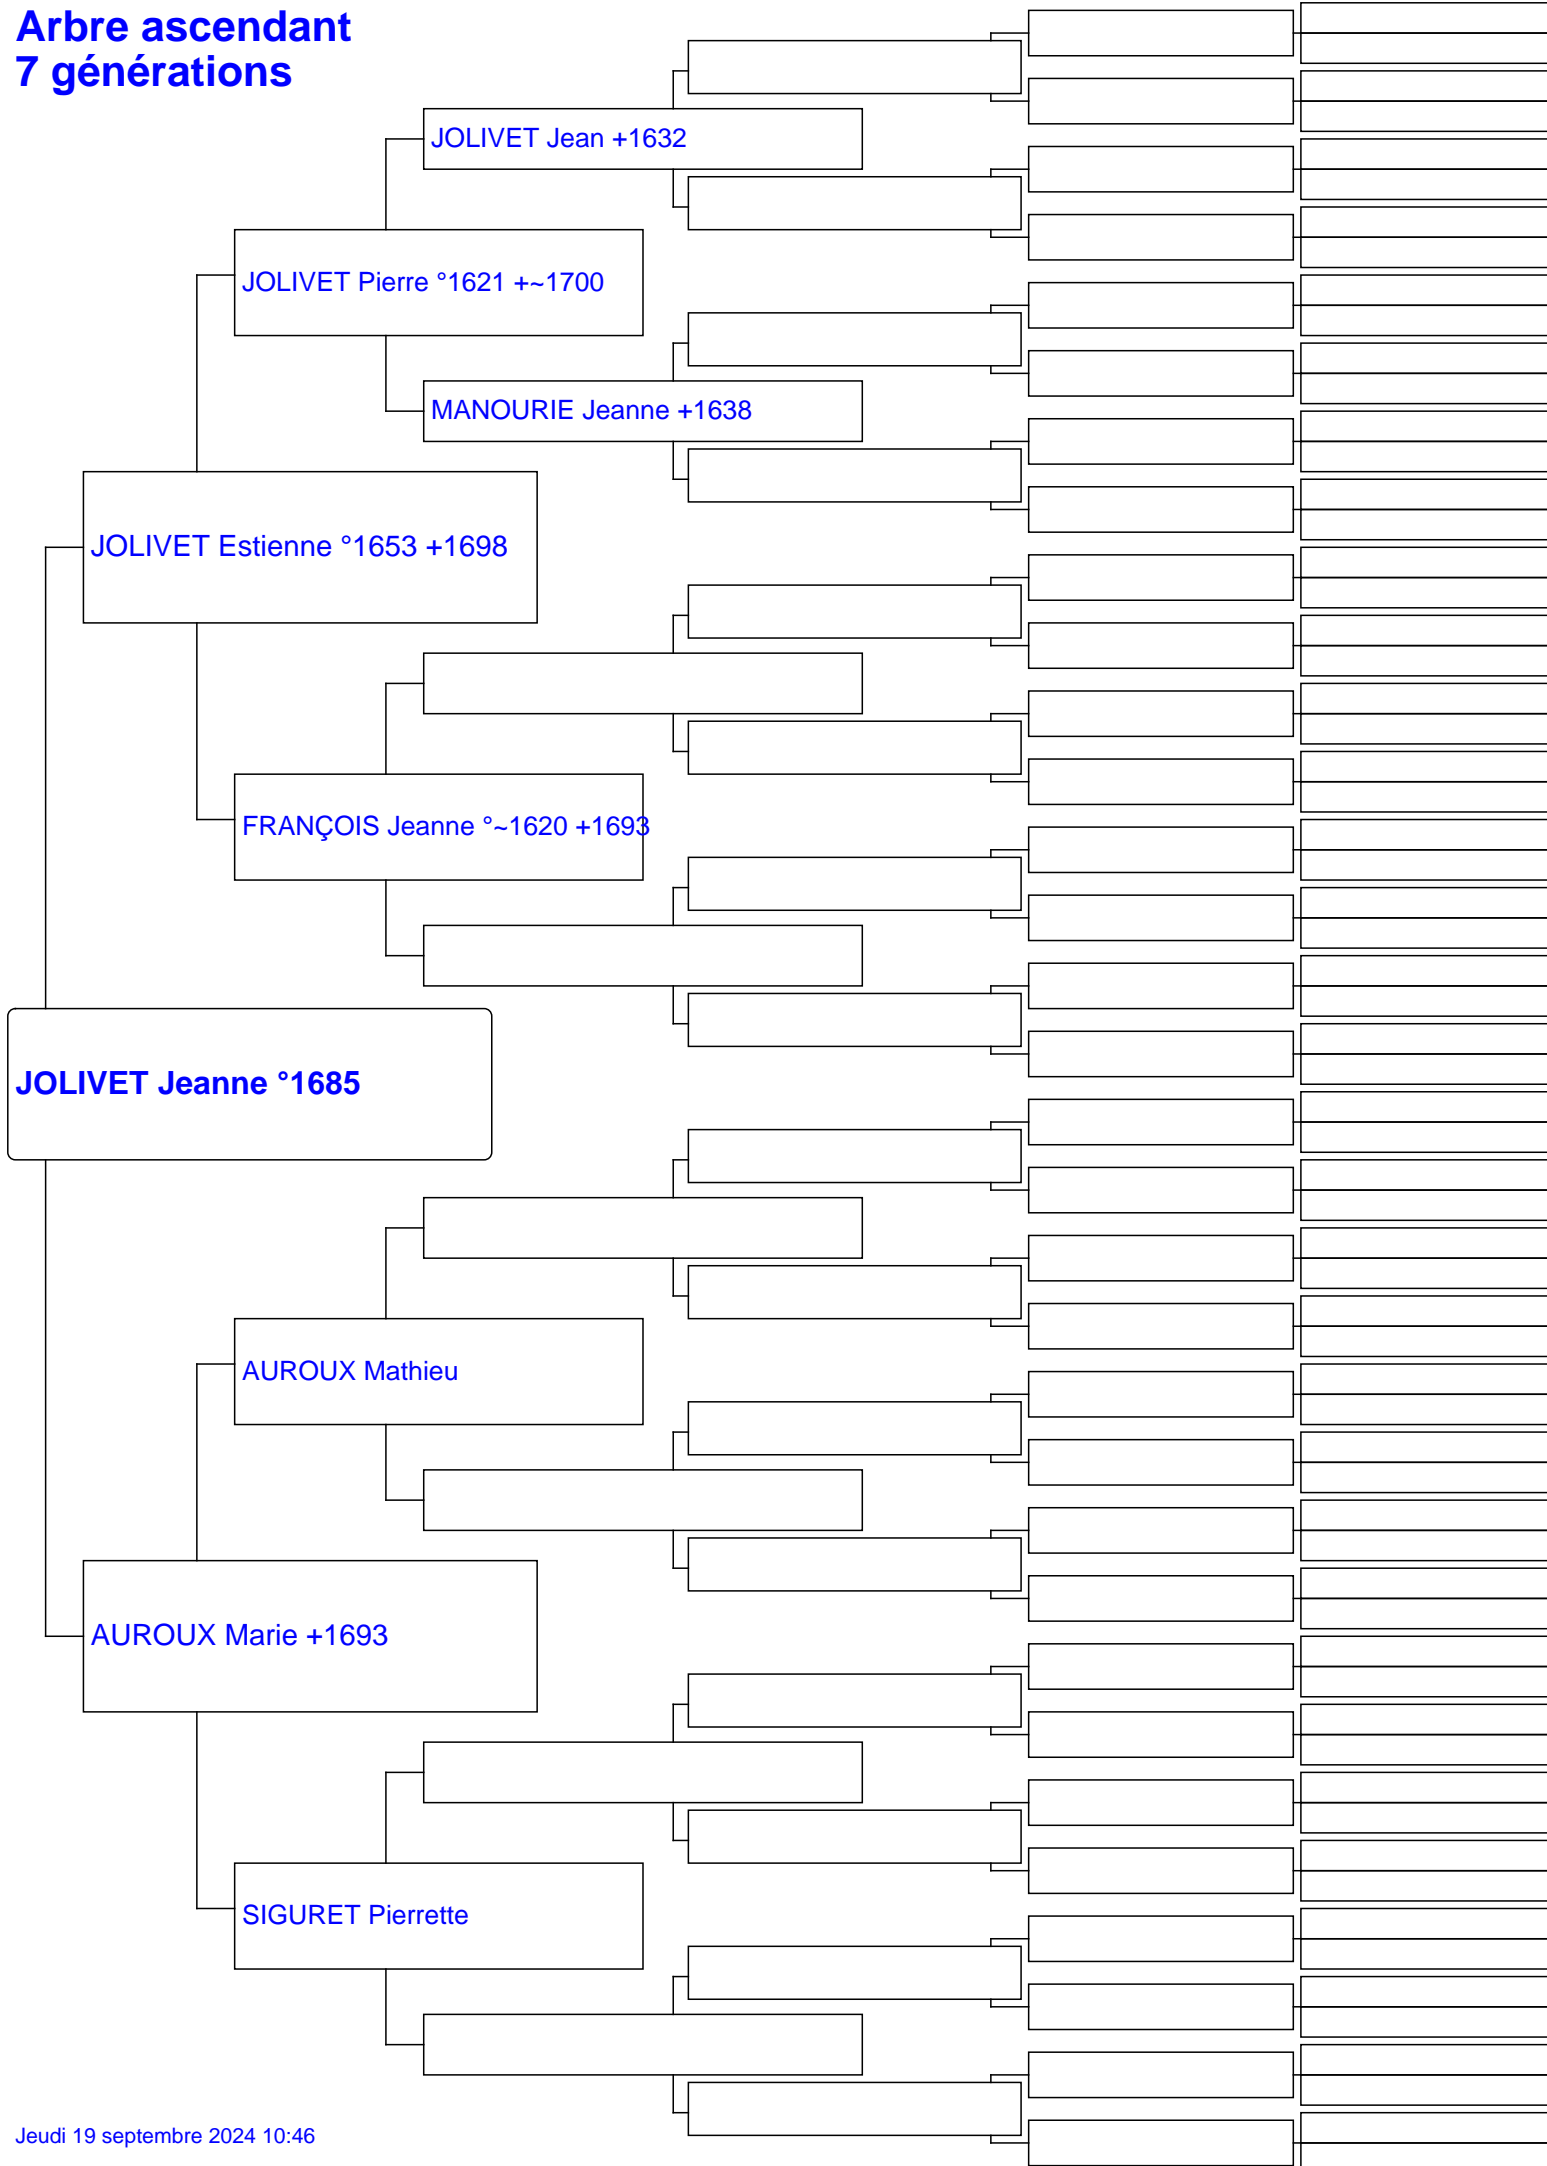 Arbre ascendant
7 générations
JOLIVET Jean +1632
JOLIVET Pierre °1621 +~1700
MANOURIE Jeanne +1638
JOLIVET Estienne °1653 +1698
FRANÇOIS Jeanne °~1620 +1693
JOLIVET Jeanne °1685
AUROUX Mathieu
AUROUX Marie +1693
SIGURET Pierrette
Jeudi 19 septembre 2024 10:46